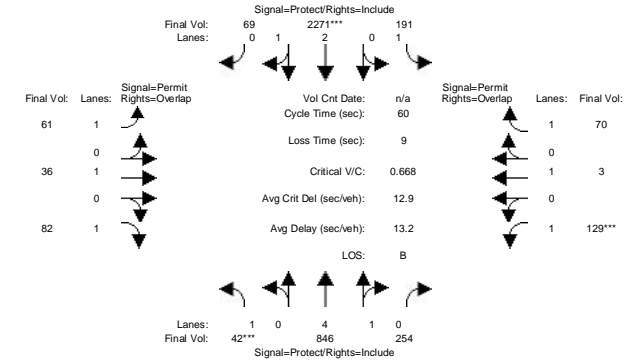 Signal=Protect/Rights=Include
Final Vol: 69 2271*** 191
Lanes: 0 1 2 0 1
Signal=Permit Signal=Permit
Final Vol: Lanes: Rights=Overlap Vol Cnt Date: n/a Rights=Overlap Lanes: Final Vol:
Cycle Time (sec): 60
61 1 1 70
Loss Time (sec): 9
0 0
36 1 Critical V/C: 0.668 1 3
0 Avg Crit Del (sec/veh): 12.9 0
82 1 Avg Delay (sec/veh): 13.2 1 129***
LOS: B
Lanes: 1 0 4 1 0
Final Vol: 42*** 846 254
Signal=Protect/Rights=Include